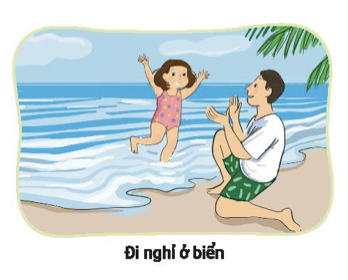 Đi nghỉ ở biển